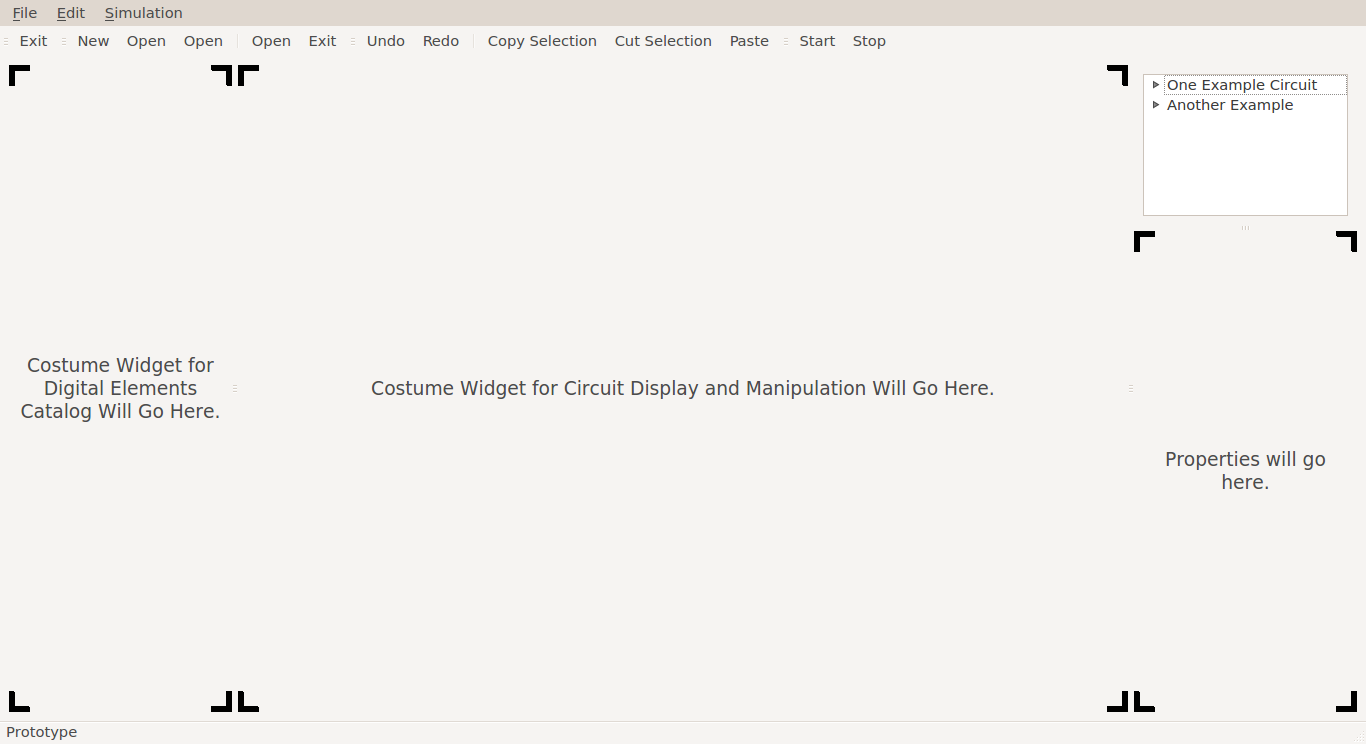 File Edit Simulation
Exit New Open Open Open Exit Undo Redo Copy Selection Cut Selection Paste Start Stop
One Example Circuit
Another Example
Costume Widget for
Digital Elements
Catalog Will Go Here.
Costume Widget for Circuit Display and Manipulation Will Go Here.
Properties will go
here.
Prototype